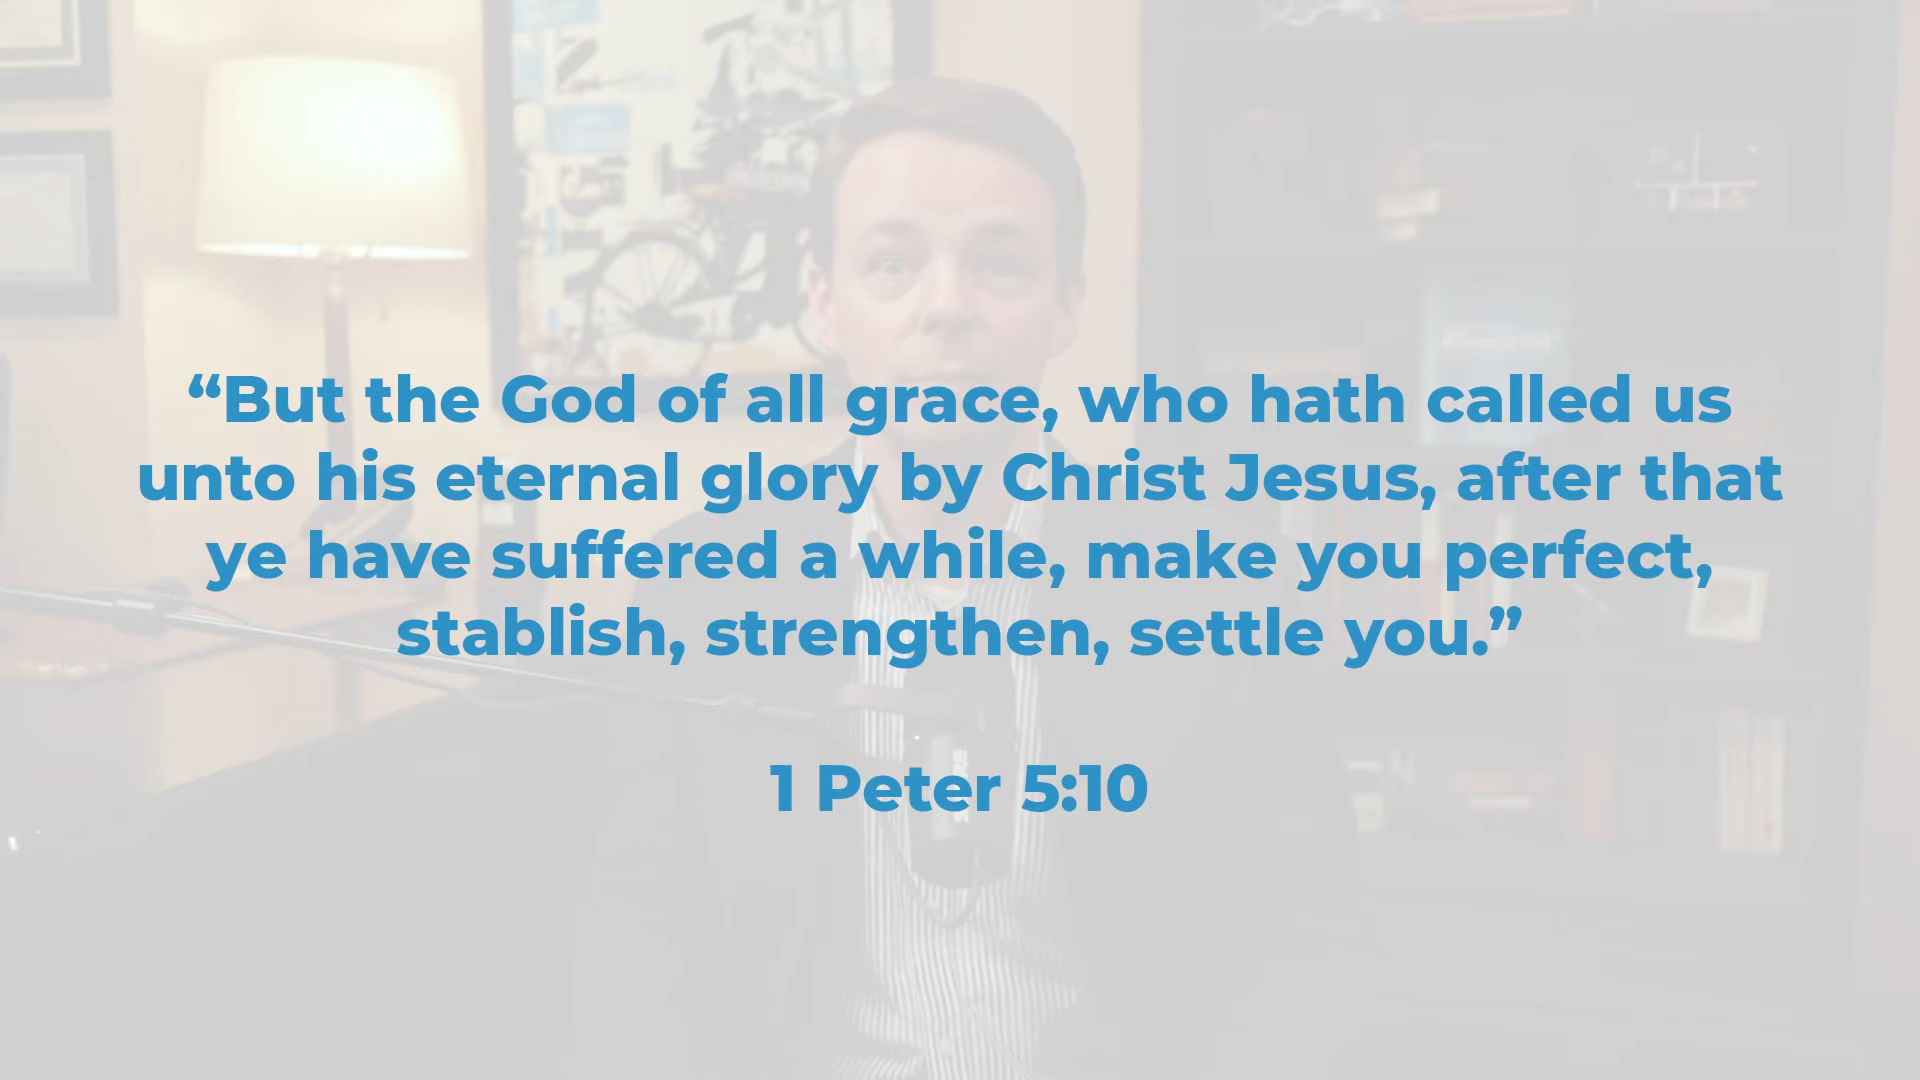 “But the God of all grace, who hath called us
unto his eternal glory by Christ Jesus, after that
ye have suffered a while, make you perfect,
stablish, strengthen, settle you.”
1 Peter 5:10